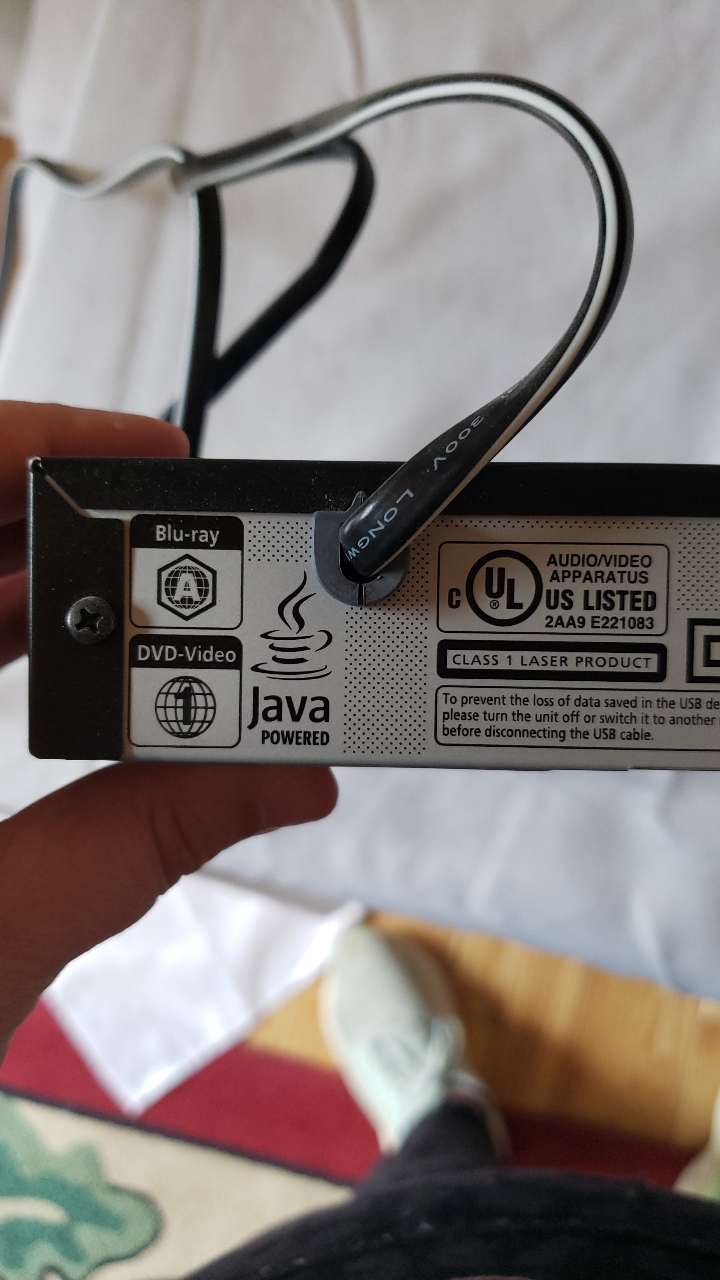 300V
LONGW
Blu-ray
A
DVD-Video
1
Java
POWERED
C UL US LISTED
®
AUDIO/VIDEO
APPARATUS
2AA9 E221083
CLASS 1 LASER PRODUCT
To prevent the loss of data saved in the USB de
please turn the unit off or switch it to another
before disconnecting the USB cable.